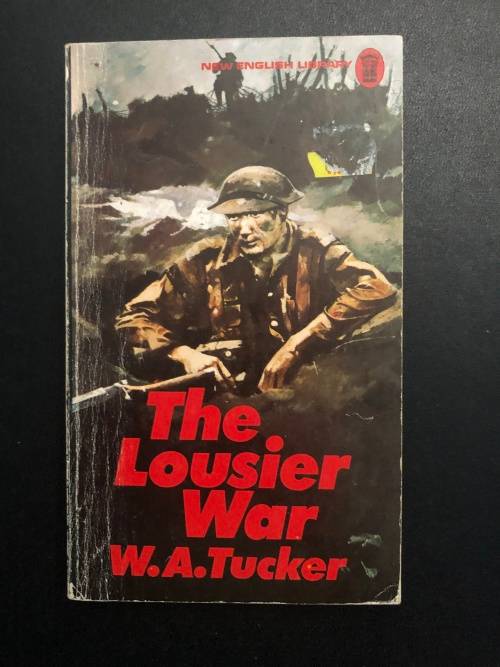 NEW ENGLISH LIBRARY
The
Lousier
War
W.A.Tucker